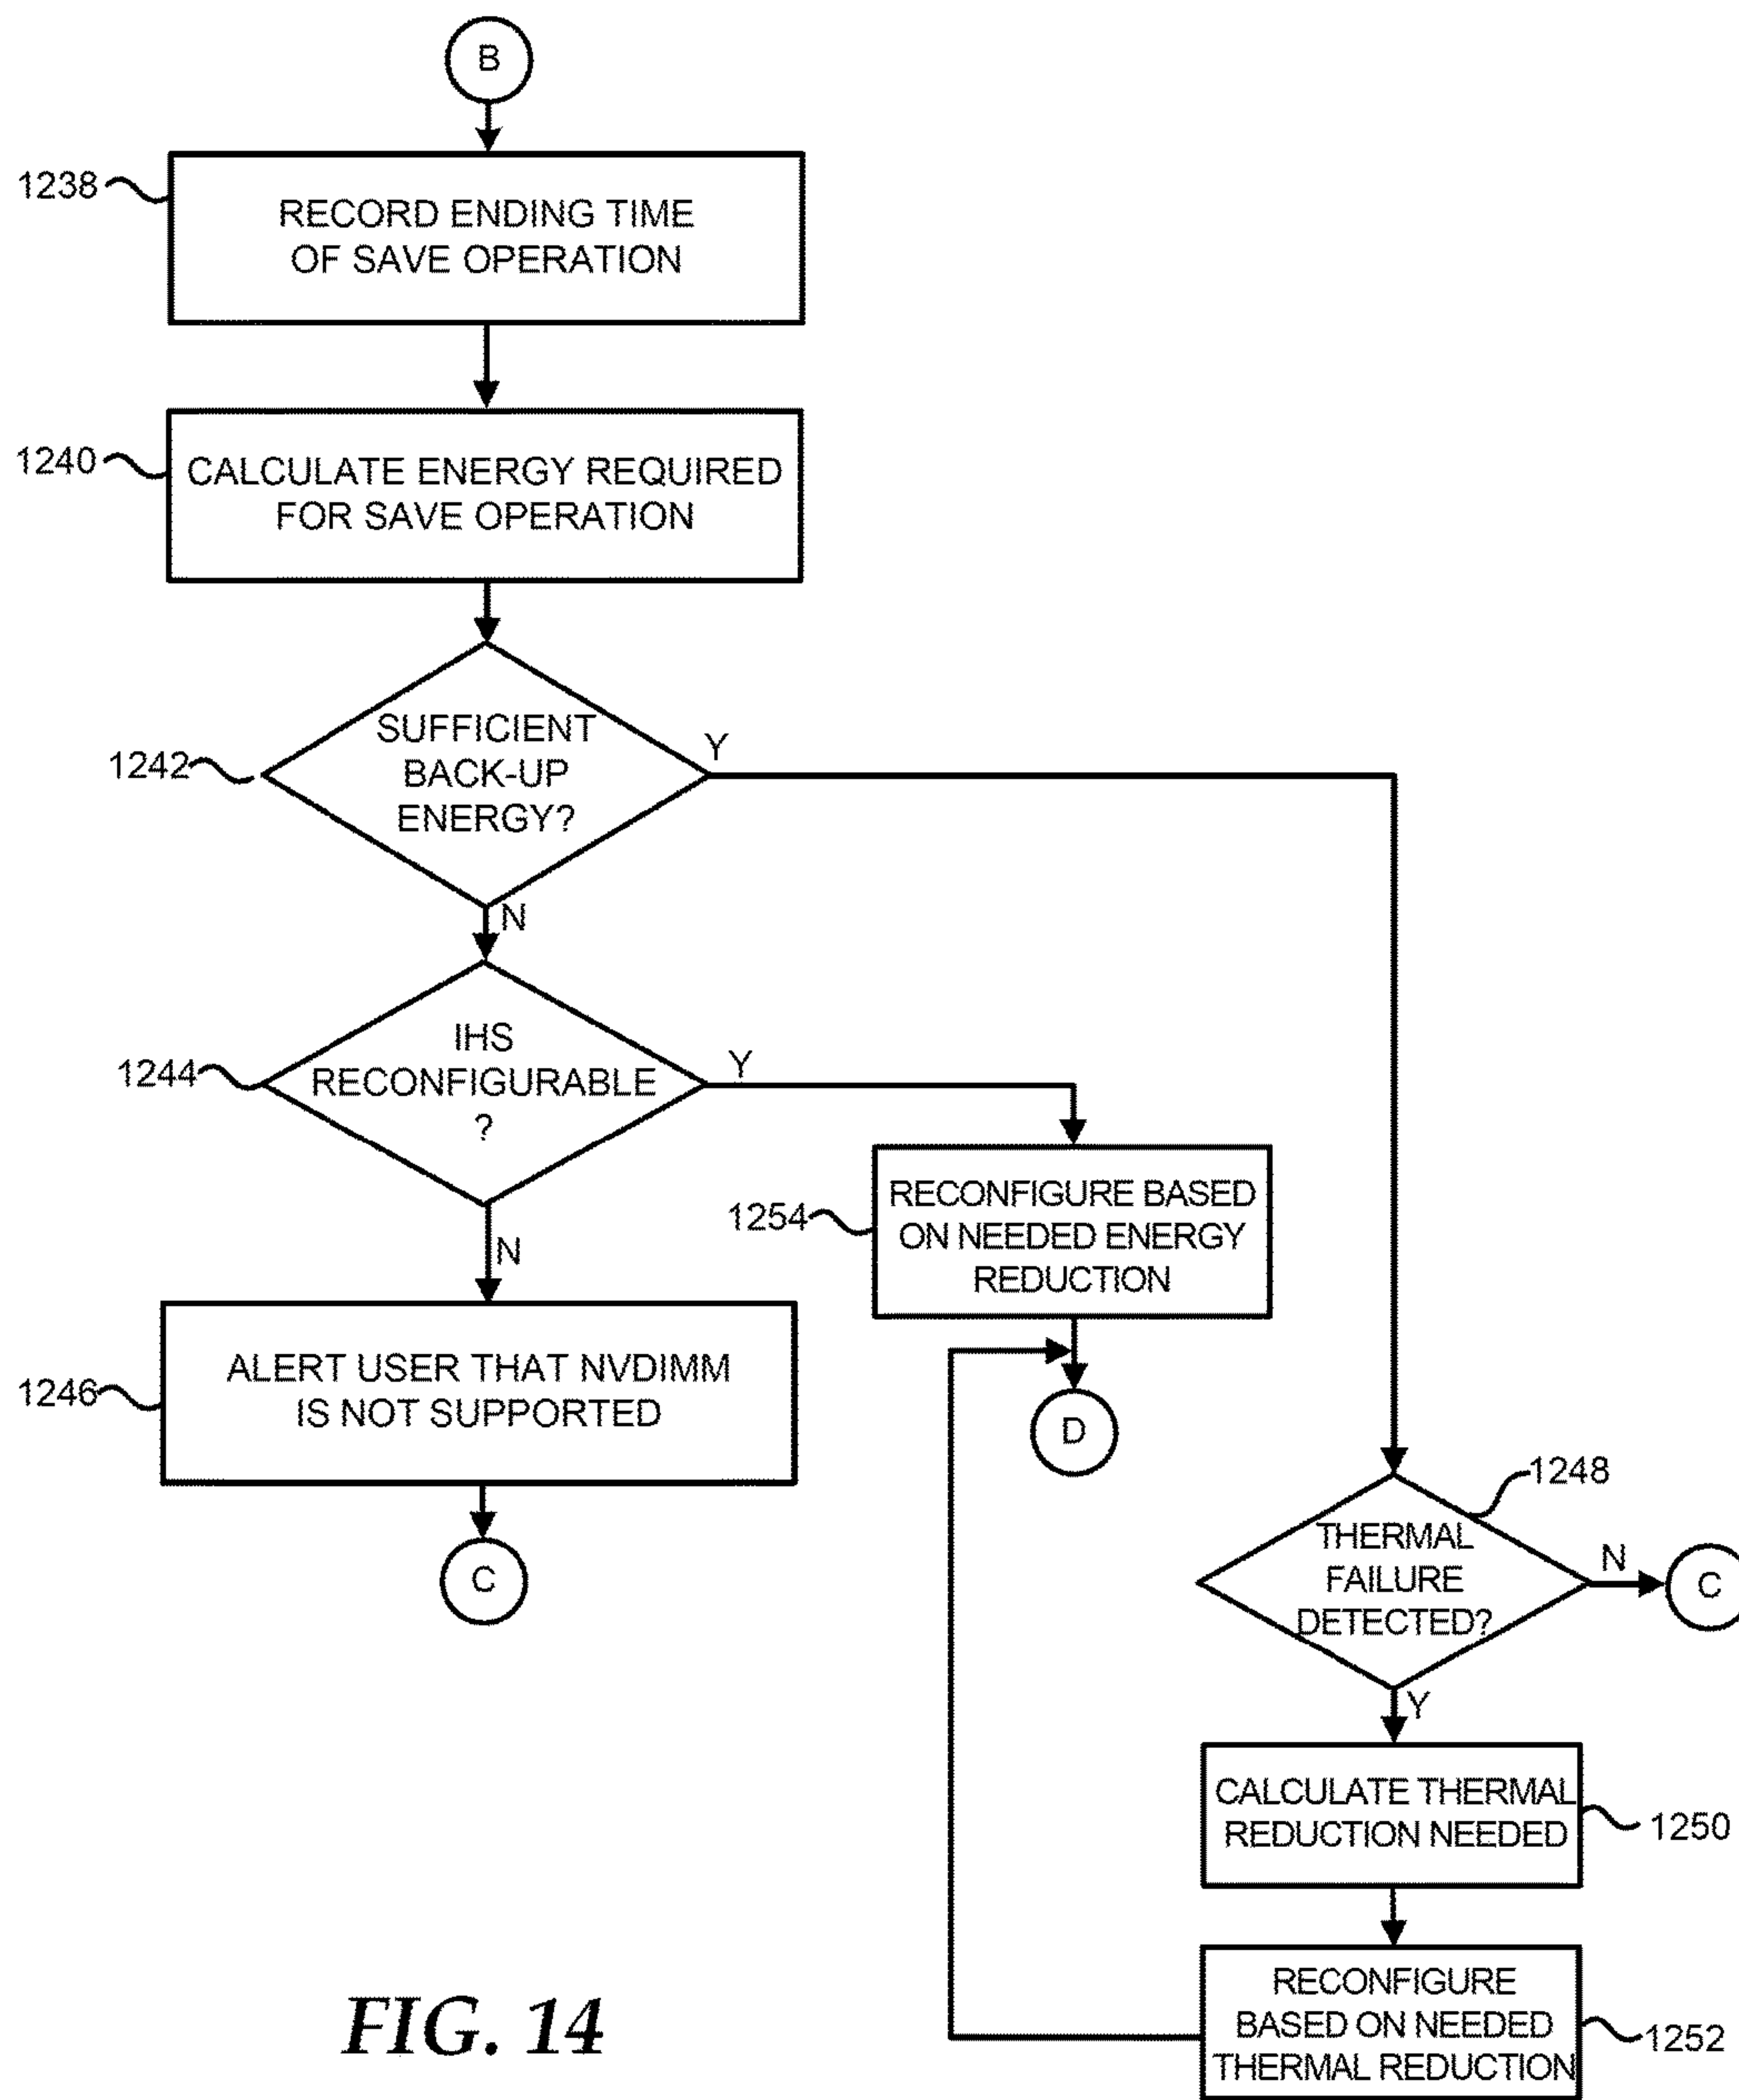 B
1238
RECORD ENDING TIME
OF SAVE OPERATION
1240
CALCULATE ENERGY REQUIRED
FOR SAVE OPERATION
1242
SUFFICIENT
BACK-UP
ENERGY?
Y
N
1244
IHS
RECONFIGURABLE
?
Y
N
1254
RECONFIGURE BASED
ON NEEDED ENERGY
REDUCTION
1246
ALERT USER THAT NVDIMM
IS NOT SUPPORTED
D
C
1248
THERMAL
FAILURE
DETECTED?
N
C
Y
CALCULATE THERMAL
REDUCTION NEEDED
1250
RECONFIGURE
BASED ON NEEDED
THERMAL REDUCTION
1252
FIG. 14